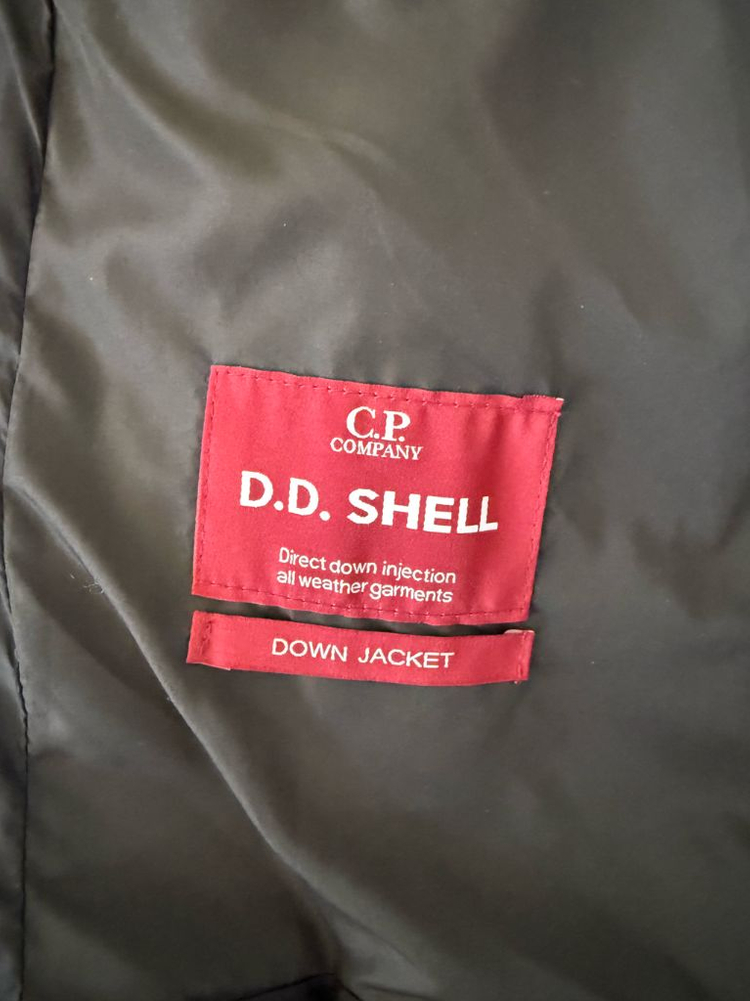 C.P.
COMPANY
D.D. SHELL
Direct down injection
all weather garments
DOWN JACKET